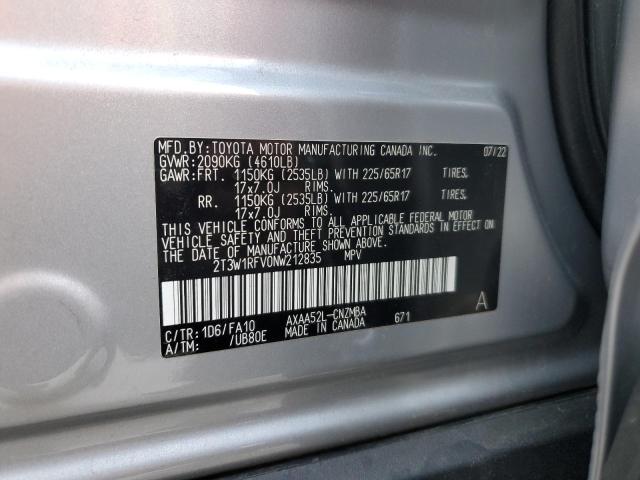 MFD.BY:TOYOTA MOTOR MANUFACTURING CANADA INC. 07/22
GVWR:2090KG (4610LB)
GAWR:FRT. 1150KG (2535LB) WITH 225/65R17 TIRES.
17x7.0J RIMS.
RR. 1150KG (2535LB) WITH 225/65R17 TIRES.
17x7.0J RIMS.
THIS VEHICLE CONFORMS TO ALL APPLICABLE FEDERAL MOTOR
VEHICLE SAFETY AND THEFT PREVENTION STANDARDS IN EFFECT
ON THE DATE OF MANUFACTURE SHOWN ABOVE.
2T3W1RFV0NW212835 MPV
A
C/TR:1D6/FA10 AXAA52L-CNZMBA 671
A/TM: /UB80E MADE IN CANADA